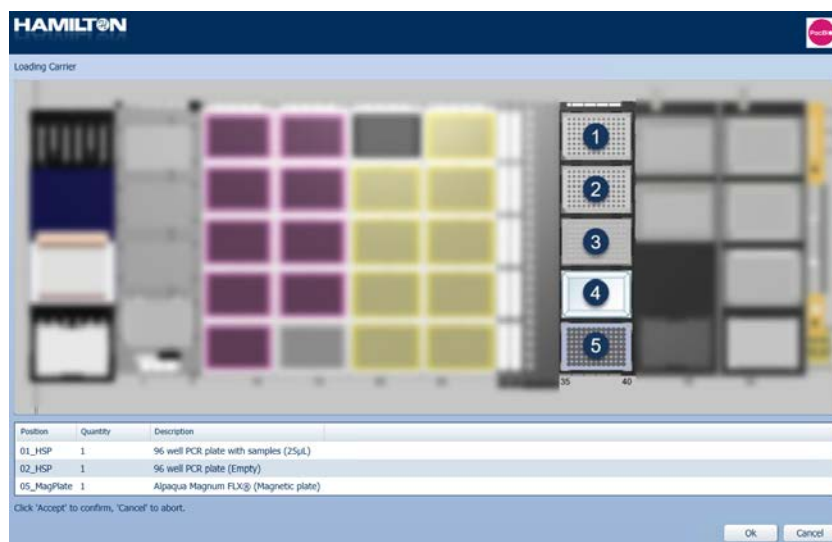 HAMILTON
PacBi
Loading Carrier
1
2
3
4
5
35 40
Position Quantity Description
01_HSP 1 96 well PCR plate with samples (25µL)
02_HSP 1 96 well PCR plate (Empty)
05_MagPlate 1 Alpaqua Magnum FLX® (Magnetic plate)
Click 'Accept' to confirm, 'Cancel' to abort.
Ok Cancel